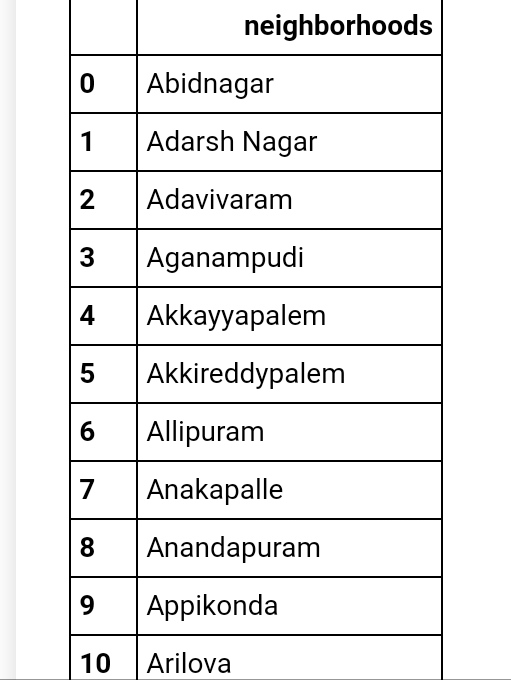 neighborhoods
0 Abidnagar
1 Adarsh Nagar
2 Adavivaram
3 Aganampudi
4 Akkayyapalem
5 Akkireddypalem
6 Allipuram
7 Anakapalle
8 Anandapuram
9 Appikonda
10 Arilova